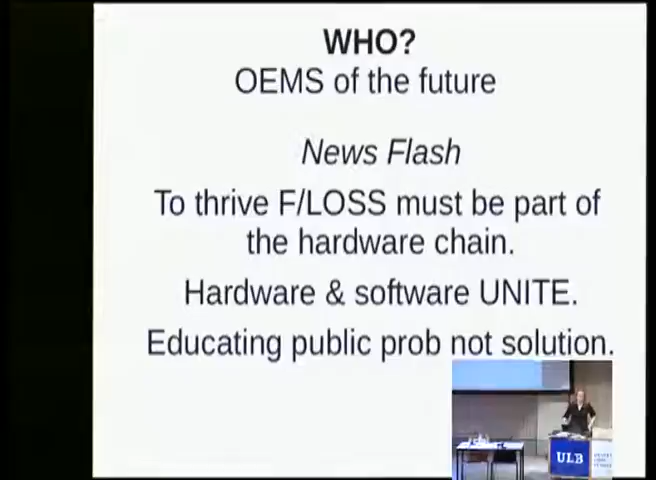 WHO?
OEMS of the future
News Flash
To thrive F/LOSS must be part of
the hardware chain.
Hardware & software UNITE.
Educating public prob not solution.
ULB